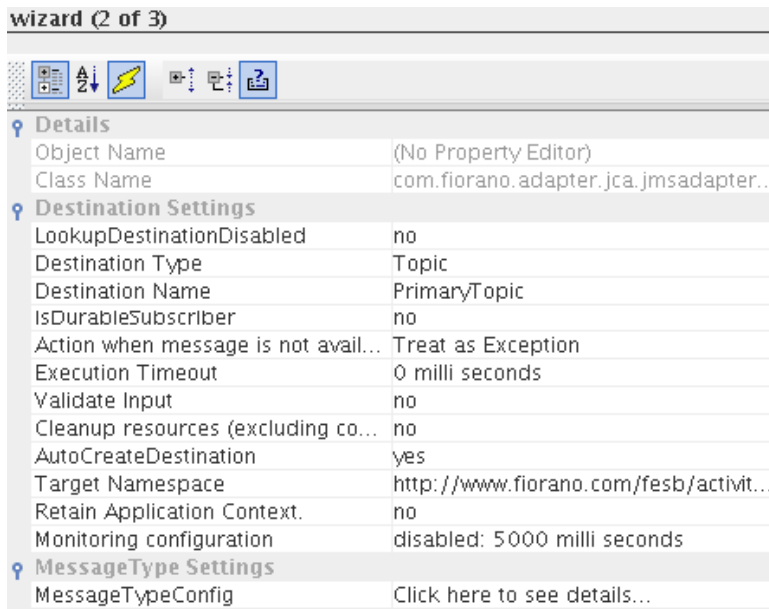 wizard (2 of 3)
Details
Object Name (No Property Editor)
Class Name com.fiorano.adapter.jca.jmsadapter...
Destination Settings
LookupDestinationDisabled no
Destination Type Topic
Destination Name PrimaryTopic
IsDurableSubscriber no
Action when message is not avail... Treat as Exception
Execution Timeout 0 milli seconds
Validate Input no
Cleanup resources (excluding co... no
AutoCreateDestination yes
Target Namespace http://www.fiorano.com/fesb/activit...
Retain Application Context. no
Monitoring configuration disabled: 5000 milli seconds
MessageType Settings
MessageTypeConfig Click here to see details...